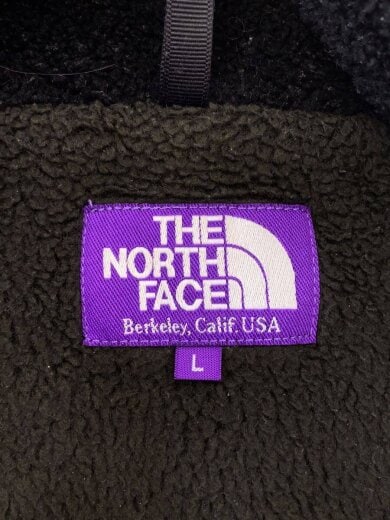 THE
NORTH
FACE
Berkeley, Calif. USA
L